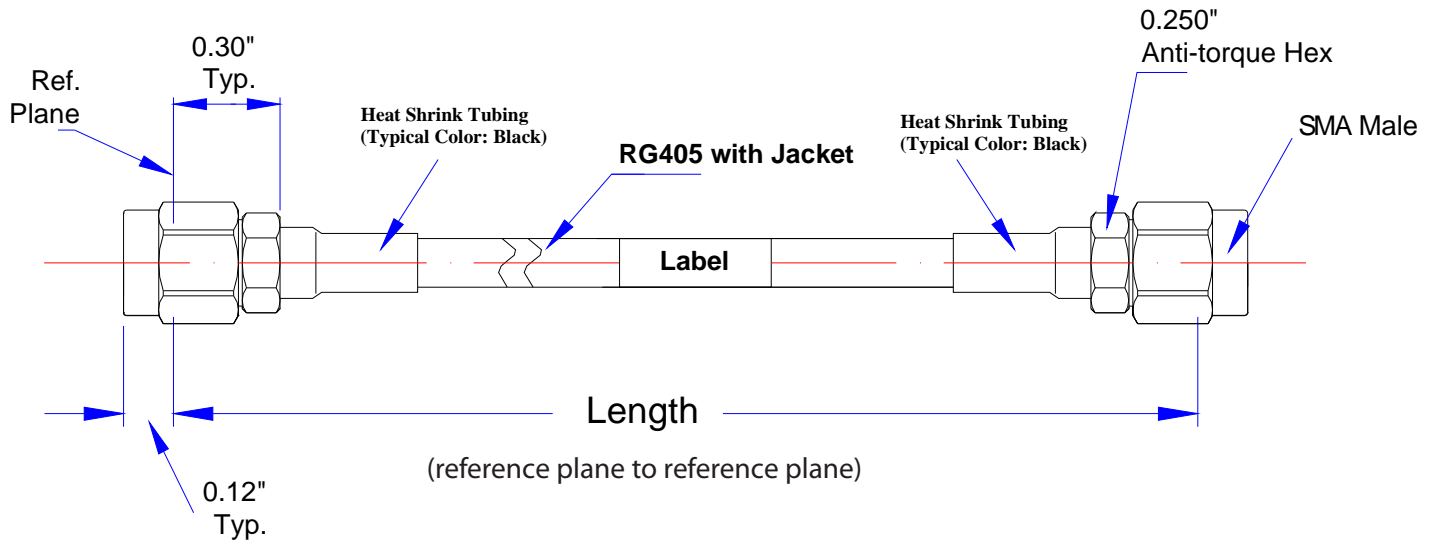 0.250"
Anti-torque Hex
0.30"
Typ.
Ref.
Plane
Heat Shrink Tubing
(Typical Color: Black)
Heat Shrink Tubing
(Typical Color: Black)
SMA Male
RG405 with Jacket
Label
Length
(reference plane to reference plane)
0.12"
Typ.